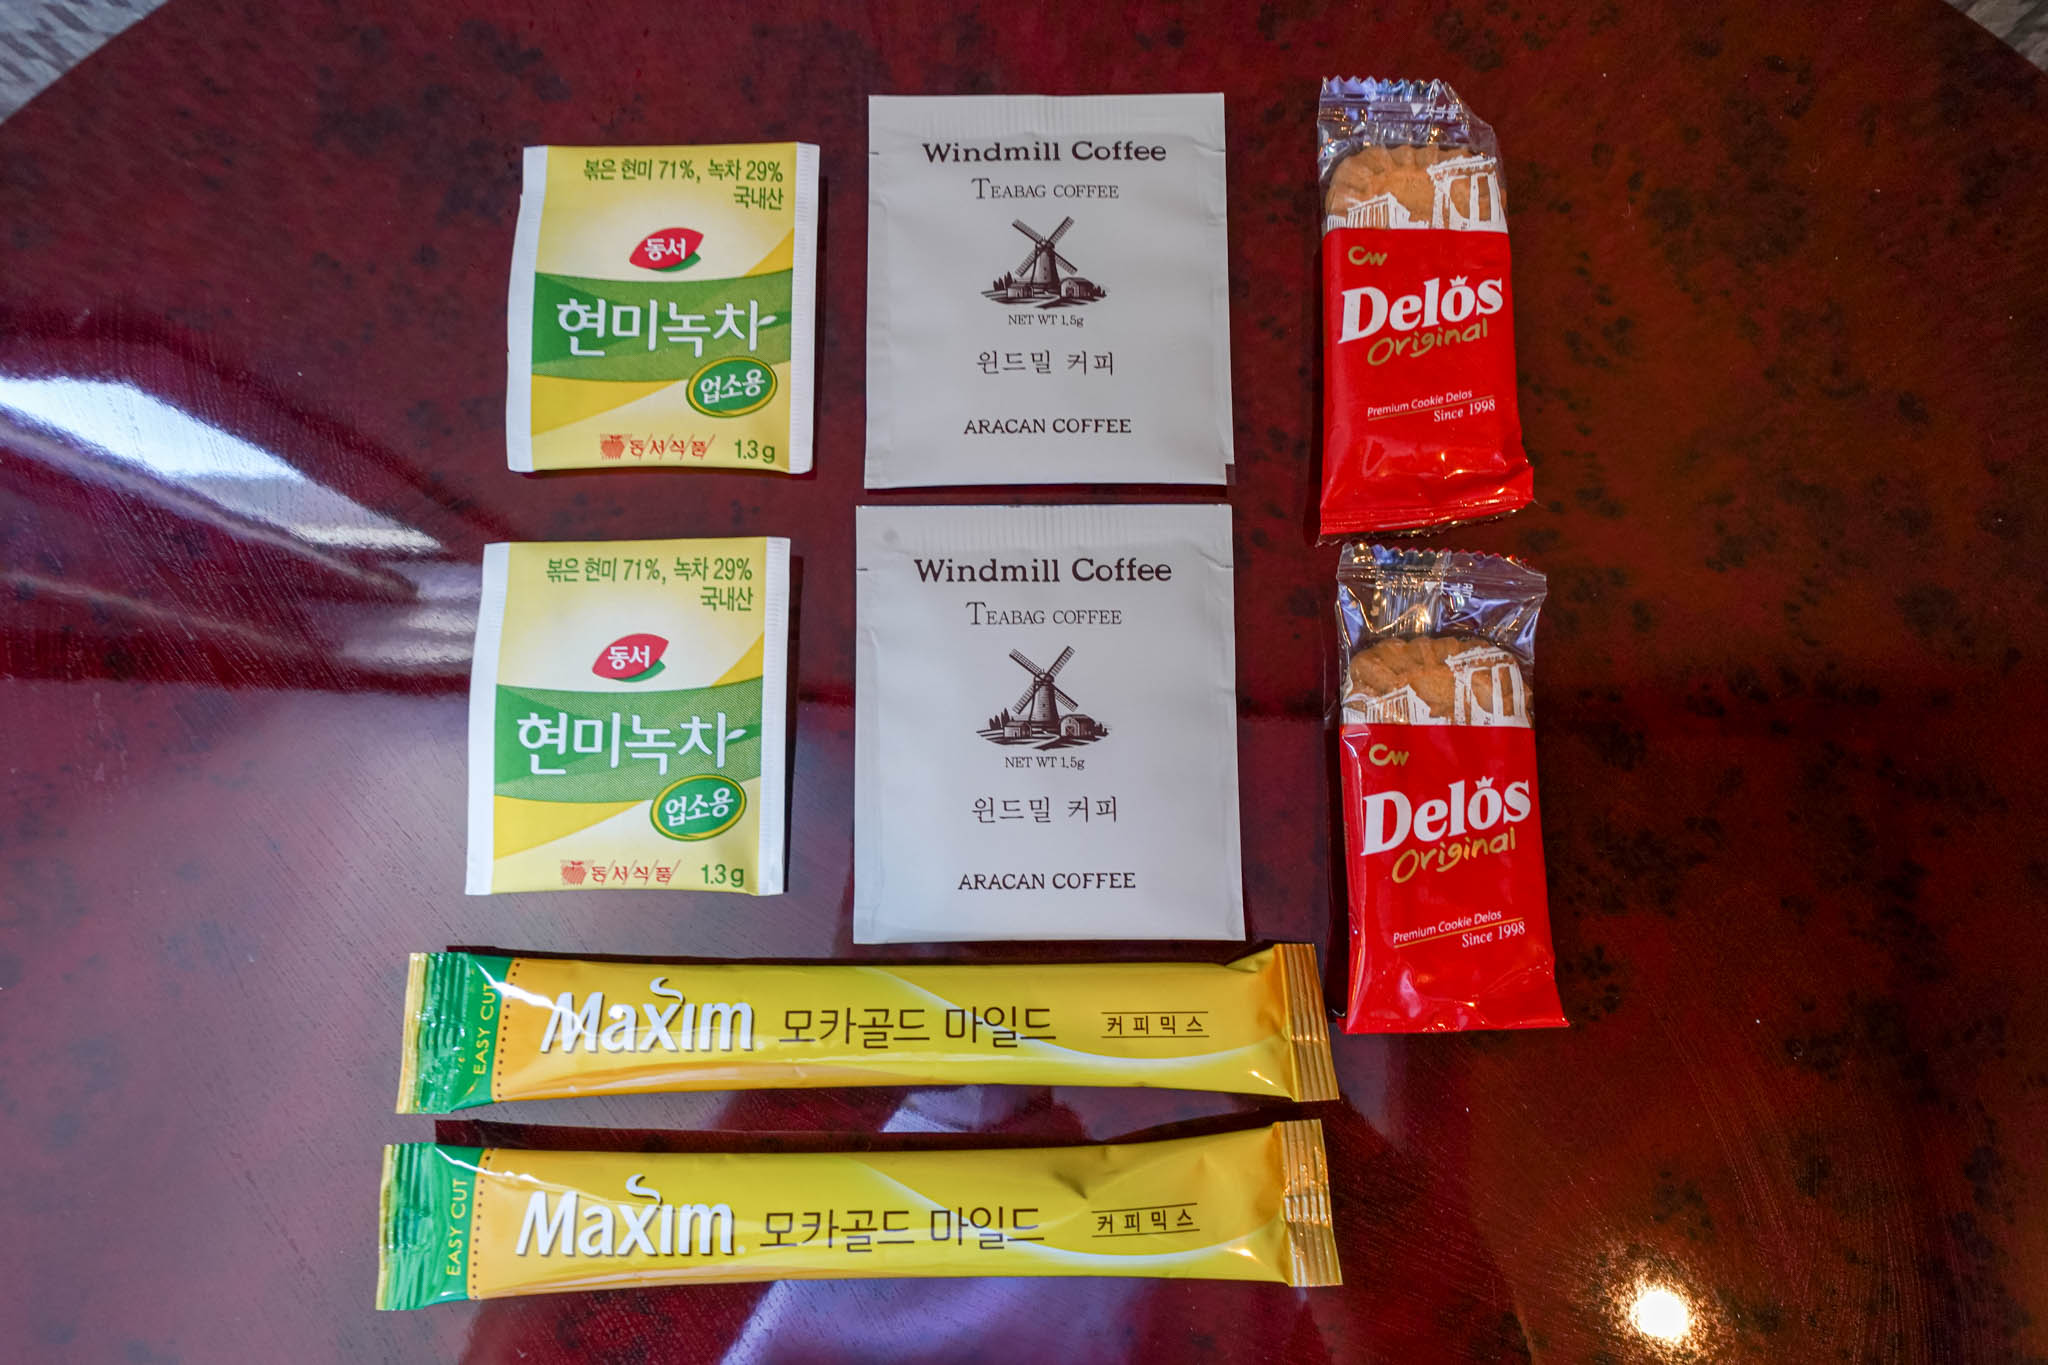 볶은 현미 71%, 녹차 29%
국내산
동서
현미녹차
업소용
동서식품 1.3g
Windmill Coffee
TEABAG COFFEE
NET WT 1.5g
윈드밀 커피
ARACAN COFFEE
CW
Delos
Original
Premium Cookie Delos
Since 1998
볶은 현미 71%, 녹차 29%
국내산
동서
현미녹차
업소용
동서식품 1.3g
Windmill Coffee
TEABAG COFFEE
NET WT 1.5g
윈드밀 커피
ARACAN COFFEE
CW
Delos
Original
Premium Cookie Delos
Since 1998
EASY CUT
Maxim 모카골드 마일드 커피믹스
EASY CUT
Maxim 모카골드 마일드 커피믹스